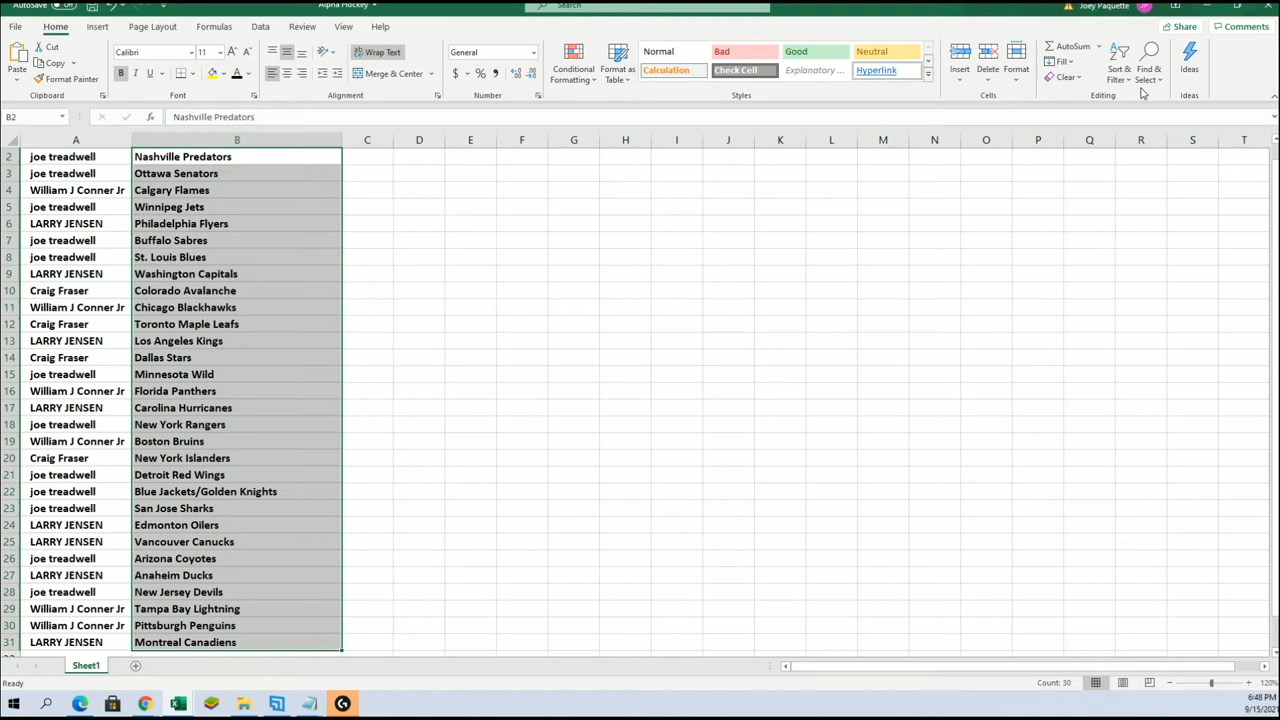 AutoSave Off Alpha Hockey Search Joey Paquette JP
File Home Insert Page Layout Formulas Data Review View Help Share Comments
Paste Cut Copy Format Painter Clipboard
Calibri 11 B I U A Font
Wrap Text Merge & Center Alignment
General $ % Number
Conditional Formatting Format as Table
Normal Bad Good Neutral
Calculation Check Cell Explanatory ... Hyperlink
Styles
Insert Delete Format Cells
AutoSum Fill Clear Sort & Filter Find & Select Editing
Ideas Ideas
B2 fx Nashville Predators
A B C D E F G H I J K L M N O P Q R S T
2 joe treadwell Nashville Predators
3 joe treadwell Ottawa Senators
4 William J Conner Jr Calgary Flames
5 joe treadwell Winnipeg Jets
6 LARRY JENSEN Philadelphia Flyers
7 joe treadwell Buffalo Sabres
8 joe treadwell St. Louis Blues
9 LARRY JENSEN Washington Capitals
10 Craig Fraser Colorado Avalanche
11 William J Conner Jr Chicago Blackhawks
12 Craig Fraser Toronto Maple Leafs
13 LARRY JENSEN Los Angeles Kings
14 Craig Fraser Dallas Stars
15 joe treadwell Minnesota Wild
16 William J Conner Jr Florida Panthers
17 LARRY JENSEN Carolina Hurricanes
18 joe treadwell New York Rangers
19 William J Conner Jr Boston Bruins
20 Craig Fraser New York Islanders
21 joe treadwell Detroit Red Wings
22 joe treadwell Blue Jackets/Golden Knights
23 joe treadwell San Jose Sharks
24 LARRY JENSEN Edmonton Oilers
25 LARRY JENSEN Vancouver Canucks
26 joe treadwell Arizona Coyotes
27 LARRY JENSEN Anaheim Ducks
28 joe treadwell New Jersey Devils
29 William J Conner Jr Tampa Bay Lightning
30 William J Conner Jr Pittsburgh Penguins
31 LARRY JENSEN Montreal Canadiens
Sheet1
Ready Count: 30 120%
6:48 PM